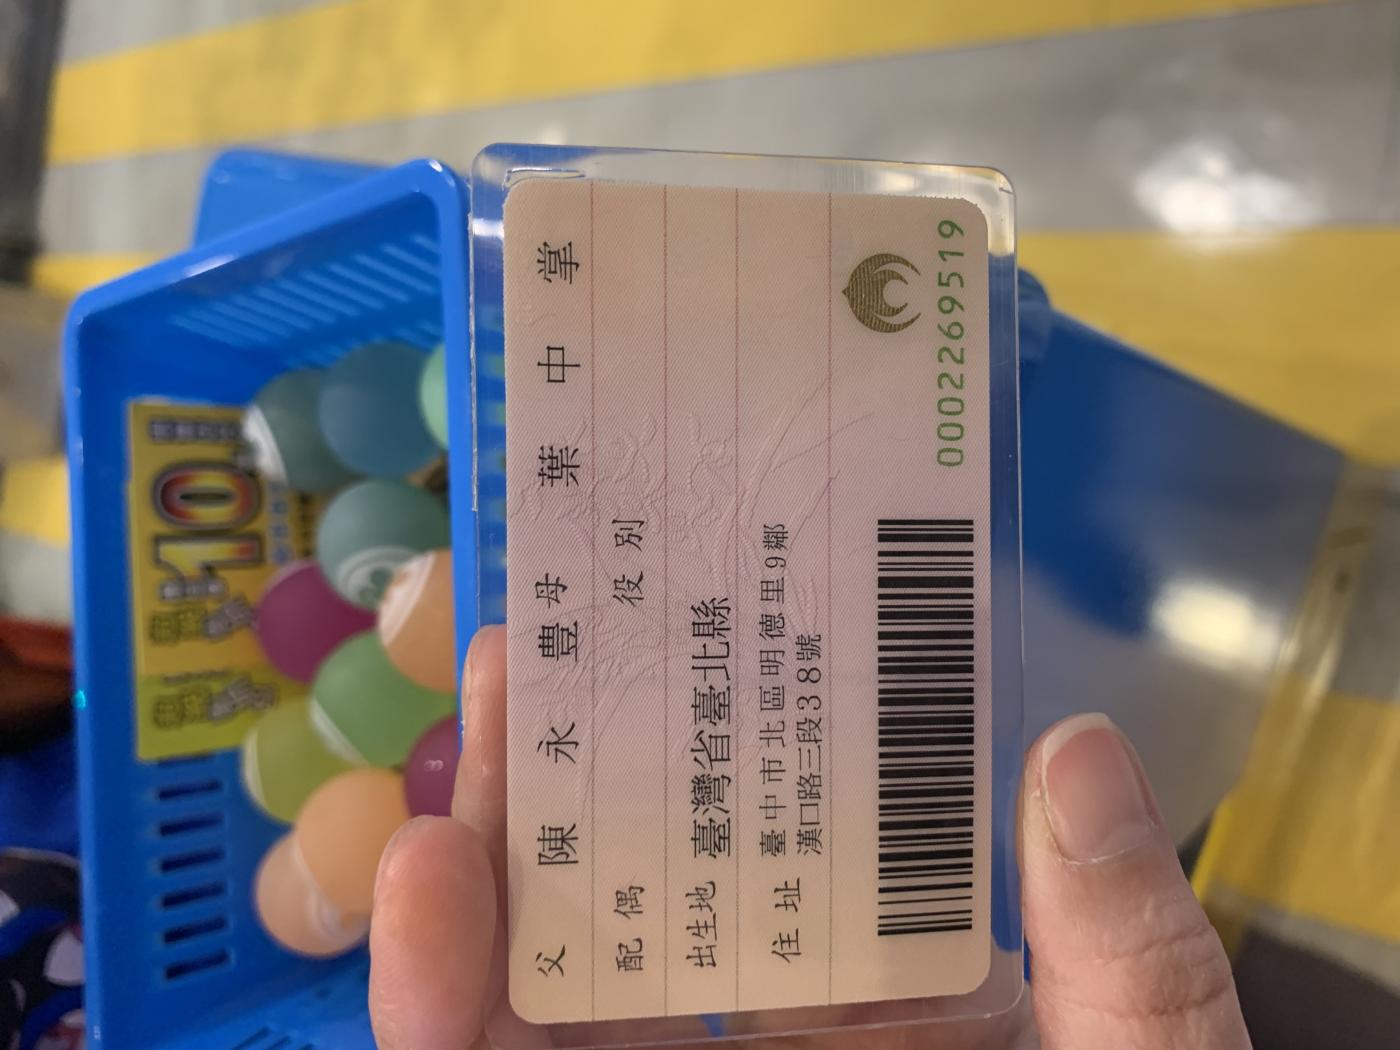 父 陳永豐 母 葉中掌
配偶 役別
出生地 臺灣省臺北縣
住址 臺中市北區明德里9鄰
漢口路三段38號
0002269519
10